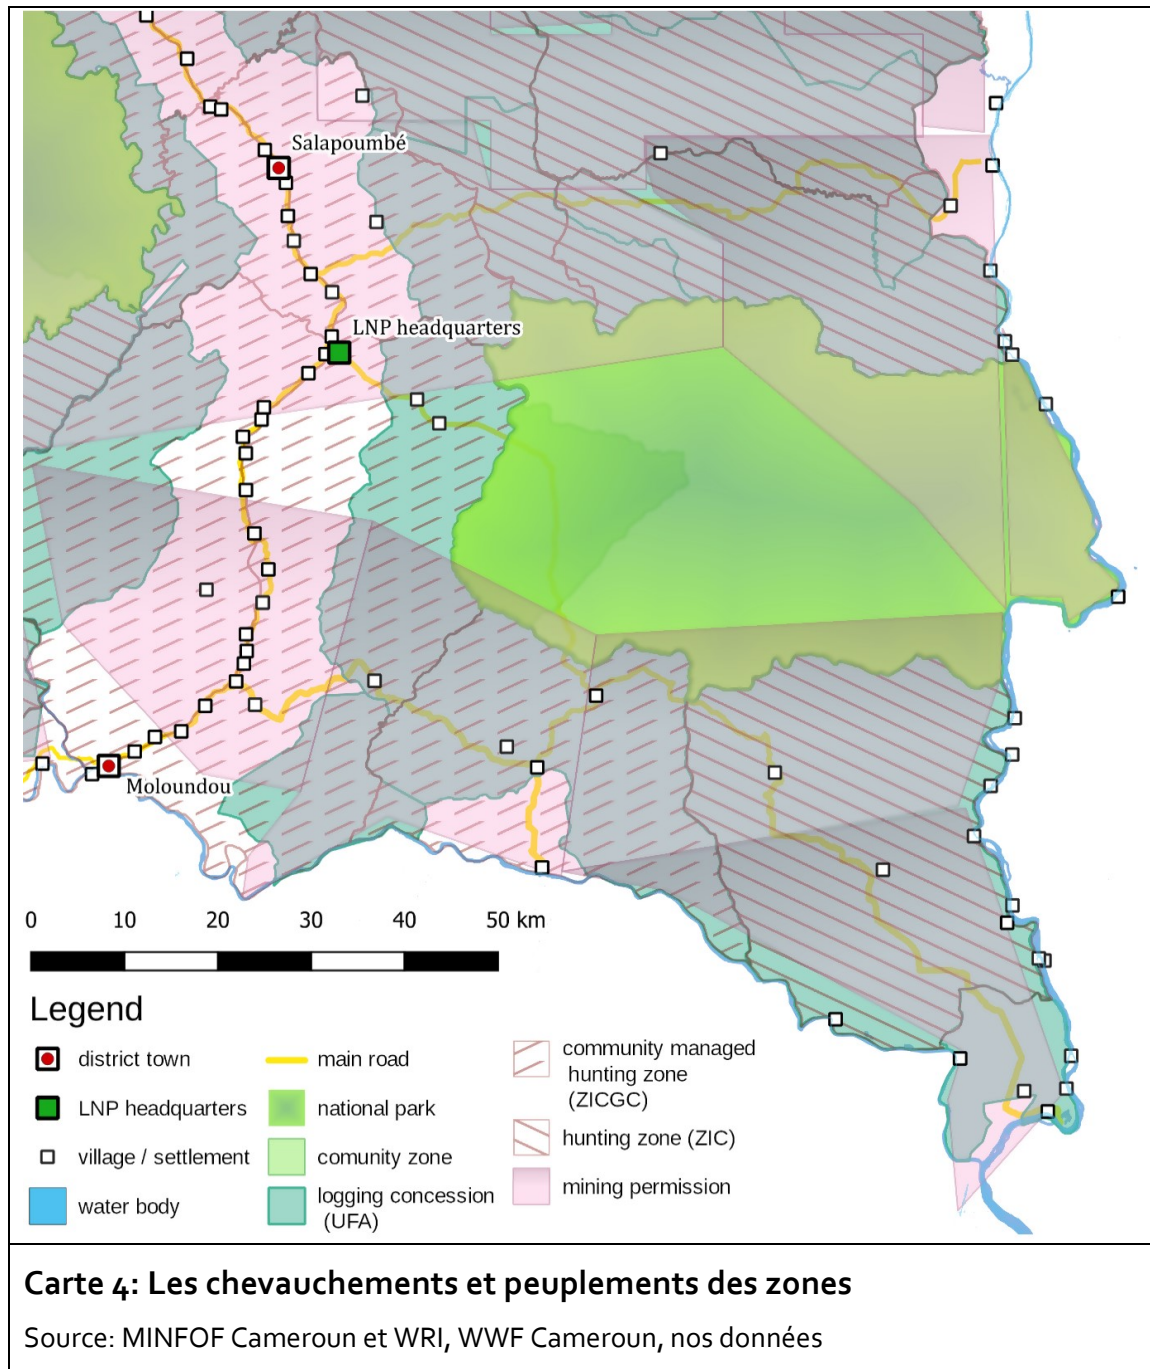 Salapoumbé
LNP headquarters
Moloundou
0 10 20 30 40 50 km
Legend
district town
LNP headquarters
village / settlement
water body
main road
national park
comunity zone
logging concession
(UFA)
community managed
hunting zone
(ZICGC)
hunting zone (ZIC)
mining permission
Carte 4: Les chevauchements et peuplements des zones
Source: MINFOF Cameroun et WRI, WWF Cameroun, nos données